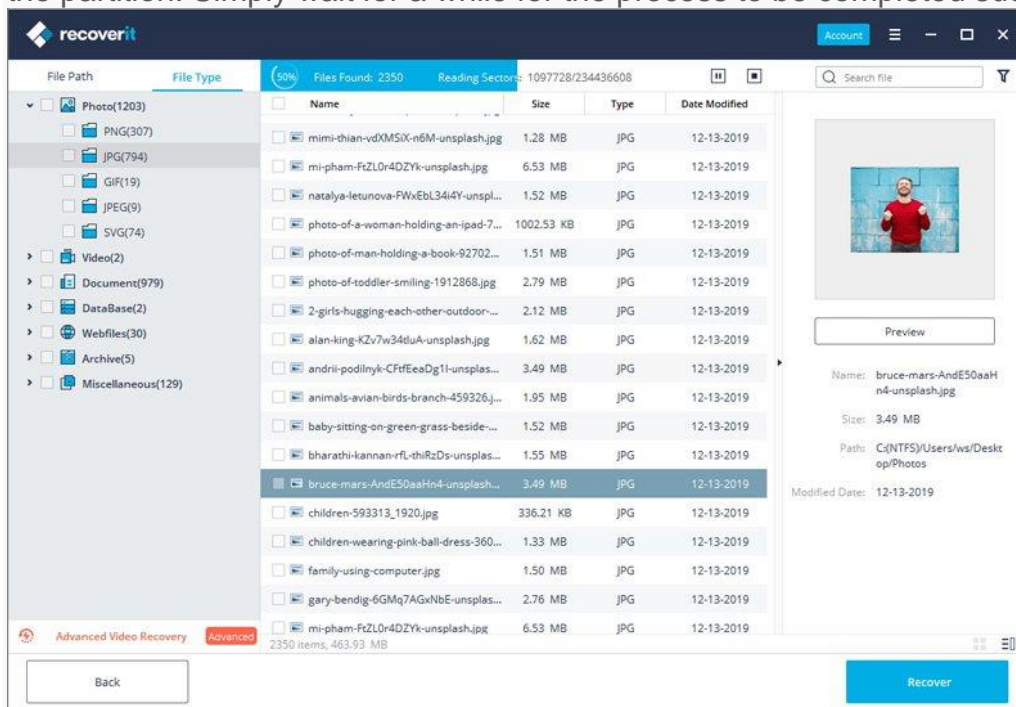 recoverit
Account
File Path
File Type
50%
Files Found: 2350
Reading Sectors: 1097728/234436608
Search file
Photo(1203)
PNG(307)
JPG(794)
GIF(19)
JPEG(9)
SVG(74)
Video(2)
Document(979)
DataBase(2)
Webfiles(30)
Archive(5)
Miscellaneous(129)
Advanced Video Recovery
Advanced
Name Size Type Date Modified
mimi-thian-vdXMSiX-n6M-unsplash.jpg 1.28 MB JPG 12-13-2019
mi-pham-FtZL0r4DZYk-unsplash.jpg 6.53 MB JPG 12-13-2019
natalya-letunova-FWxEbL34i4Y-unspl... 1.52 MB JPG 12-13-2019
photo-of-a-woman-holding-an-ipad-7... 1002.53 KB JPG 12-13-2019
photo-of-man-holding-a-book-92702... 1.51 MB JPG 12-13-2019
photo-of-toddler-smiling-1912868.jpg 2.79 MB JPG 12-13-2019
2-girls-hugging-each-other-outdoor-... 2.12 MB JPG 12-13-2019
alan-king-KZv7w34tluA-unsplash.jpg 1.62 MB JPG 12-13-2019
andrii-podilnyk-CFtfEeaDg1I-unsplas... 3.49 MB JPG 12-13-2019
animals-avian-birds-branch-459326.j... 1.95 MB JPG 12-13-2019
baby-sitting-on-green-grass-beside-... 1.52 MB JPG 12-13-2019
bharathi-kannan-rfL-thiRzDs-unsplas... 1.55 MB JPG 12-13-2019
bruce-mars-AndE50aaHn4-unsplash... 3.49 MB JPG 12-13-2019
children-593313_1920.jpg 336.21 KB JPG 12-13-2019
children-wearing-pink-ball-dress-360... 1.33 MB JPG 12-13-2019
family-using-computer.jpg 1.50 MB JPG 12-13-2019
gary-bendig-6GMq7AGxNbE-unsplas... 2.76 MB JPG 12-13-2019
mi-pham-FtZL0r4DZYk-unsplash.jpg 6.53 MB JPG 12-13-2019
2350 items, 463.93 MB
Preview
Name: bruce-mars-AndE50aaH
n4-unsplash.jpg
Size: 3.49 MB
Path: C:(NTFS)/Users/ws/Deskt
op/Photos
Modified Date: 12-13-2019
Back
Recover